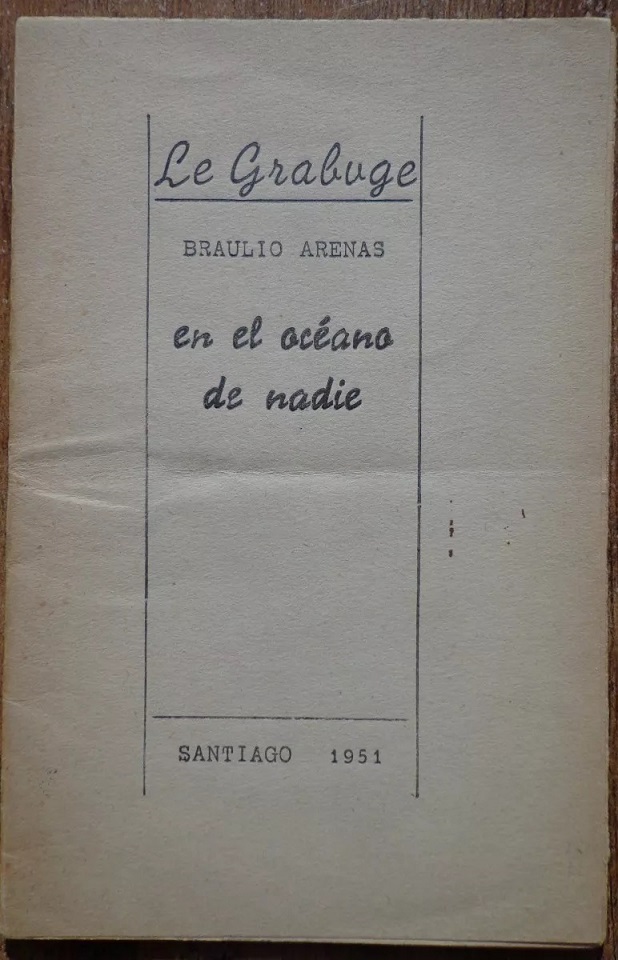 Le Grabuge
BRAULIO ARENAS
en el océano
de nadie
SANTIAGO 1951